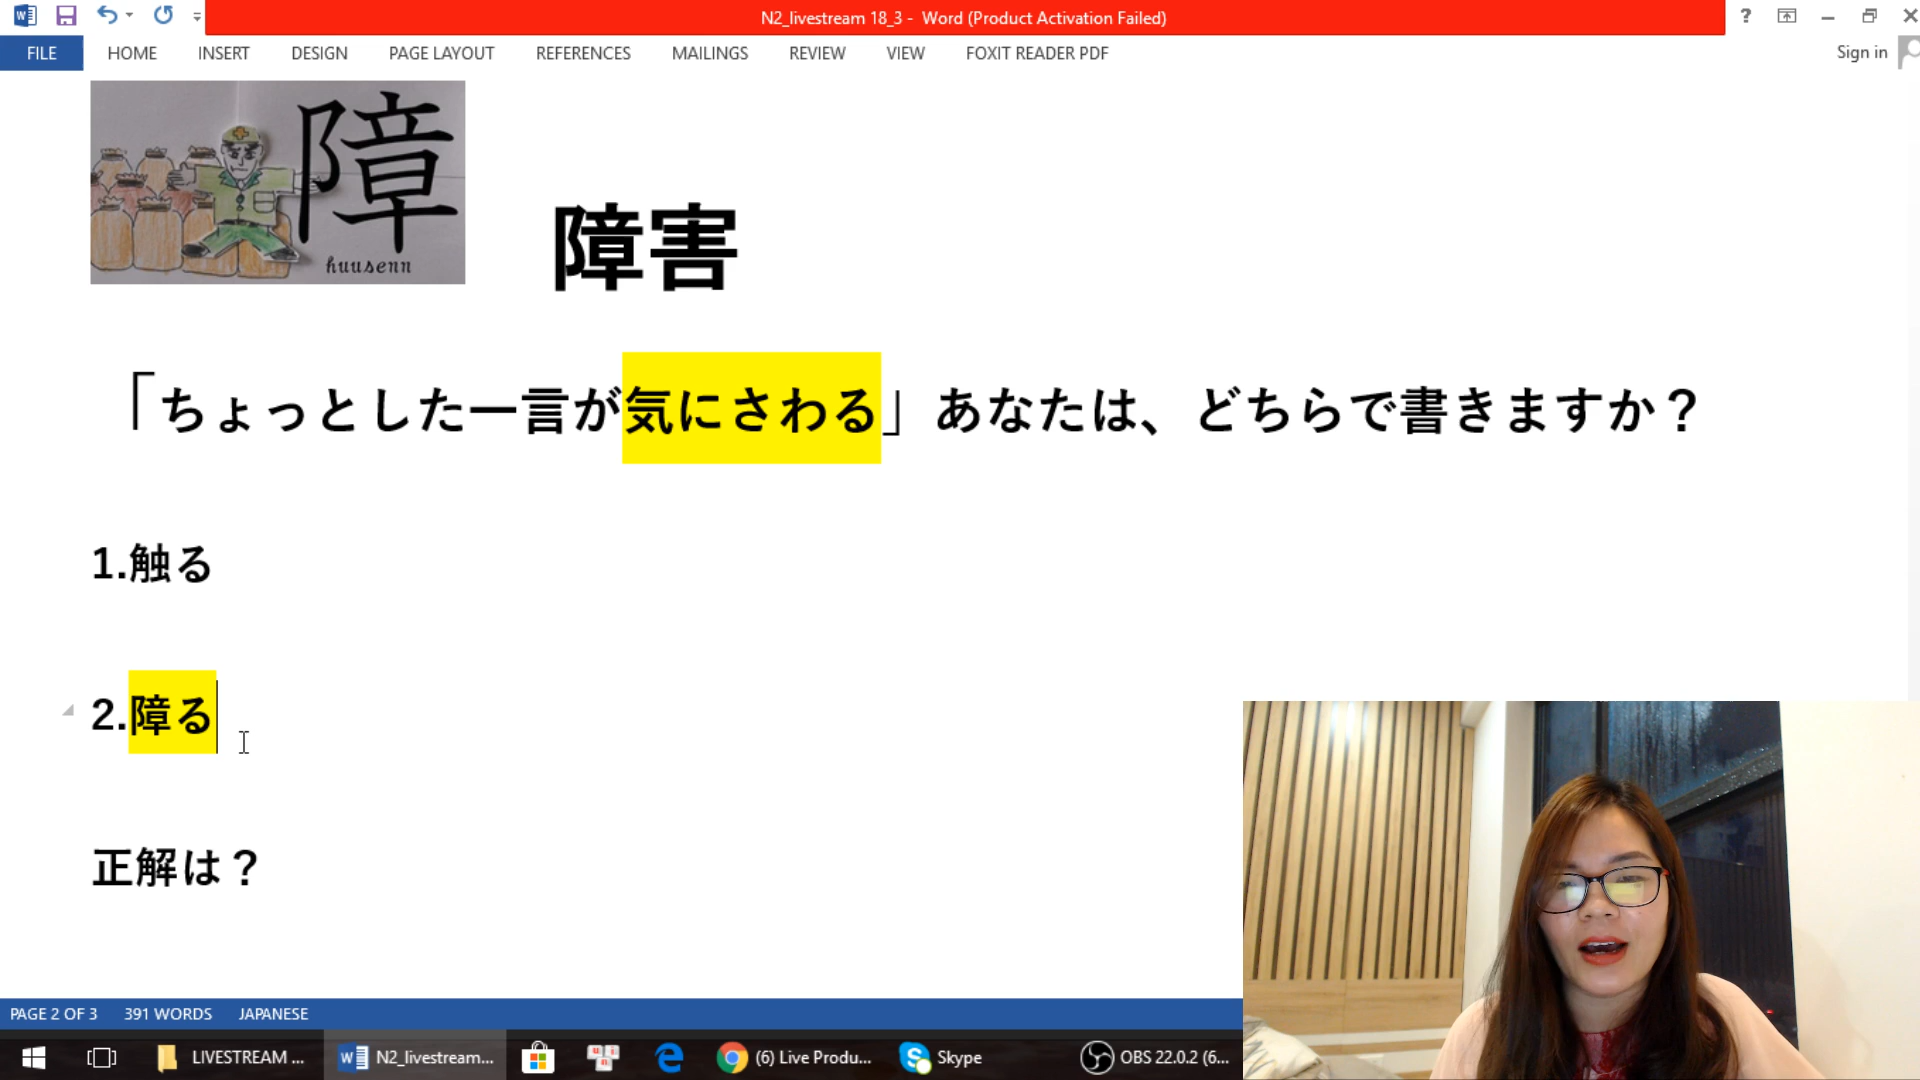 N2_livestream 18_3 - Word (Product Activation Failed)
?
FILE HOME INSERT DESIGN PAGE LAYOUT REFERENCES MAILINGS REVIEW VIEW FOXIT READER PDF Sign in
障
huusenn
障害
「ちょっとした一言が気にさわる」あなたは、どちらで書きますか？
1.触る
2.障る
正解は？
PAGE 2 OF 3 391 WORDS JAPANESE
LIVESTREAM ... N2_livestream... (6) Live Produ... Skype OBS 22.0.2 (6...